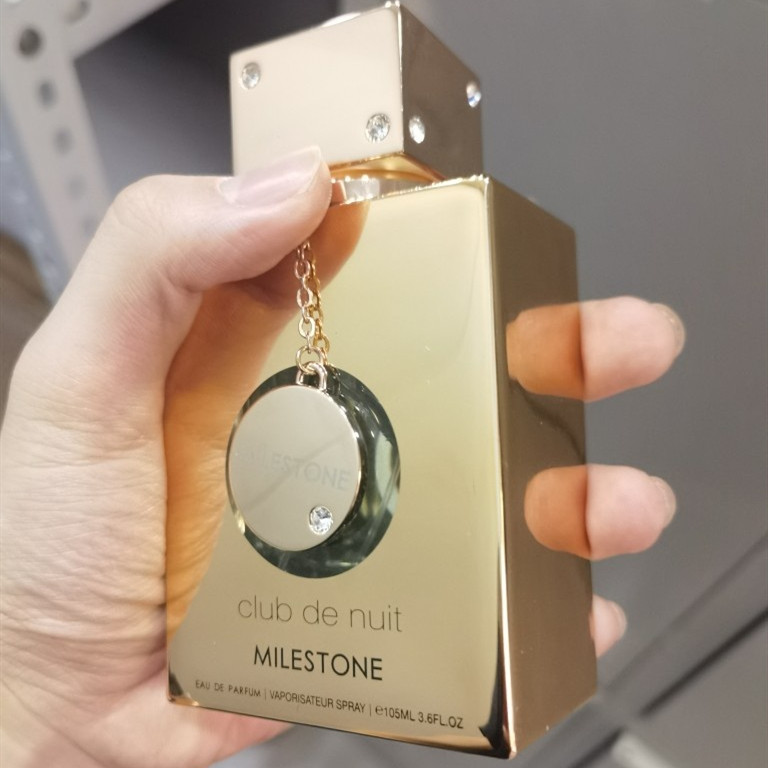 MILESTONE
club de nuit
MILESTONE
EAU DE PARFUM | VAPORISATEUR SPRAY | ℮105ML 3.6FL.OZ